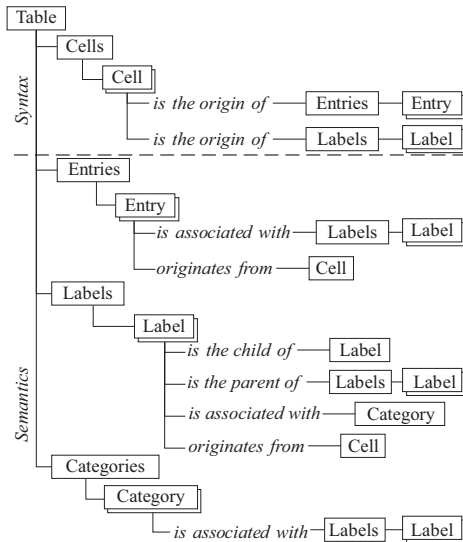 Table
Cells
Cell
Syntax
is the origin of Entries Entry
is the origin of Labels Label
Entries
Entry
is associated with Labels Label
originates from Cell
Labels
Label
is the child of Label
is the parent of Labels Label
Semantics
is associated with Category
originates from Cell
Categories
Category
is associated with Labels Label